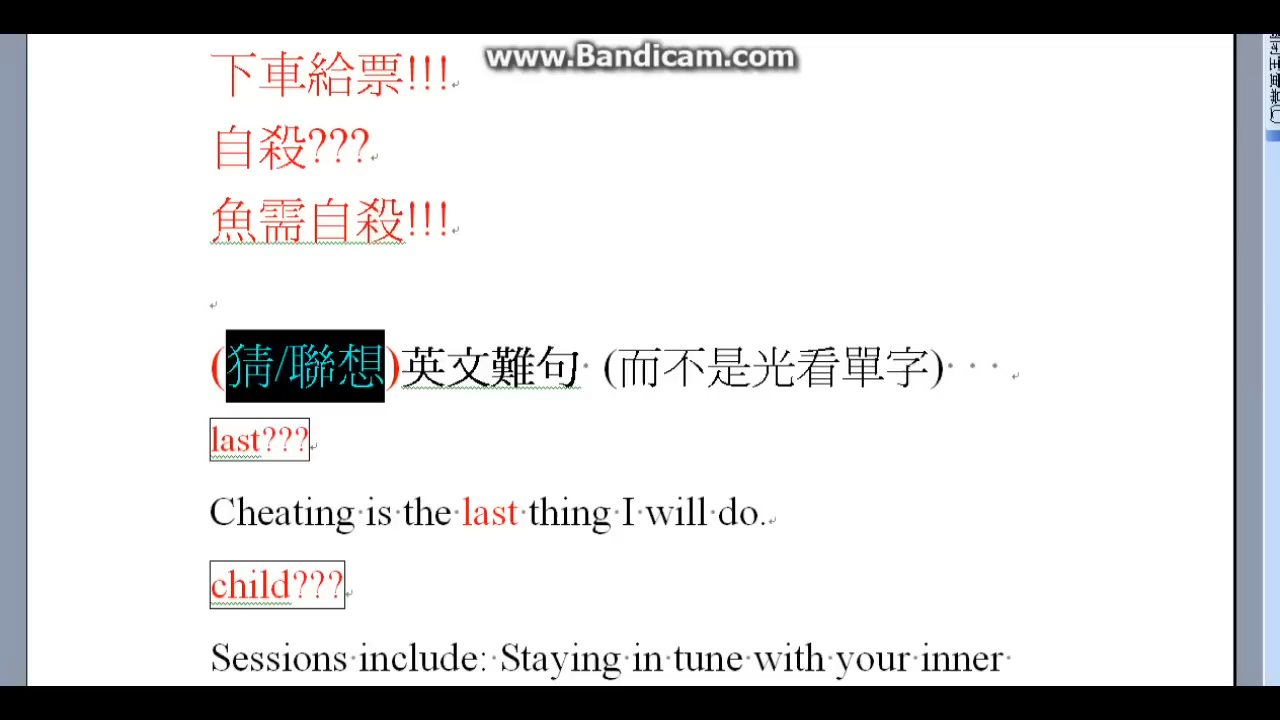 www.Bandicam.com
下車給票!!!
自殺???
魚需自殺!!!
(猜/聯想)英文難句 (而不是光看單字)
last???
Cheating is the last thing I will do.
child???
Sessions include: Staying in tune with your inner